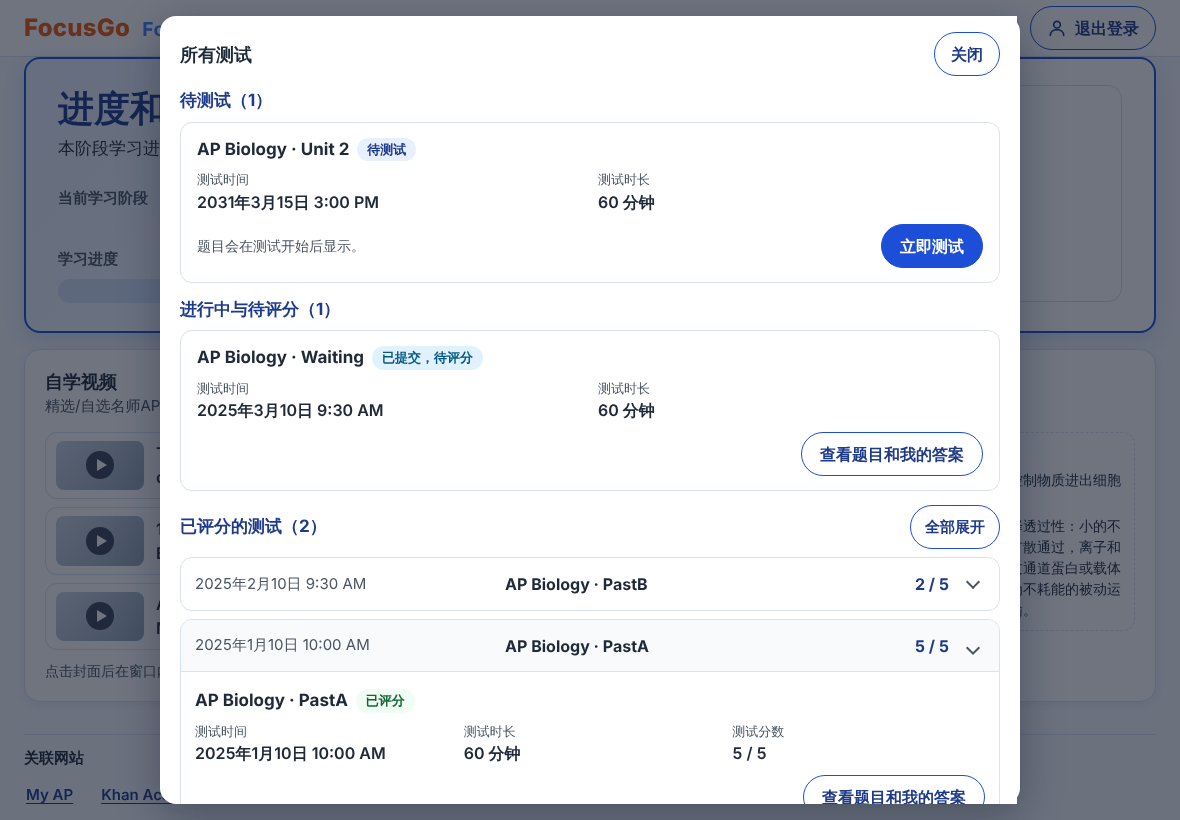 FocusGo
退出登录
所有测试
关闭
待测试（1）
AP Biology · Unit 2 待测试
测试时间 测试时长
2031年3月15日 3:00 PM 60 分钟
题目会在测试开始后显示。
立即测试
进行中与待评分（1）
AP Biology · Waiting 已提交，待评分
测试时间 测试时长
2025年3月10日 9:30 AM 60 分钟
查看题目和我的答案
已评分的测试（2）
全部展开
2025年2月10日 9:30 AM AP Biology · PastB 2 / 5
2025年1月10日 10:00 AM AP Biology · PastA 5 / 5
AP Biology · PastA 已评分
测试时间 测试时长 测试分数
2025年1月10日 10:00 AM 60 分钟 5 / 5
查看题目和我的答案
进度和
本阶段学习进
当前学习阶段
学习进度
自学视频
精选/自选名师AP
点击封面后在窗口
制物质进出细胞
透过性：小的不
散通过，离子和
通道蛋白或载体
不耗能的被动运
关联网站
My AP Khan Ac